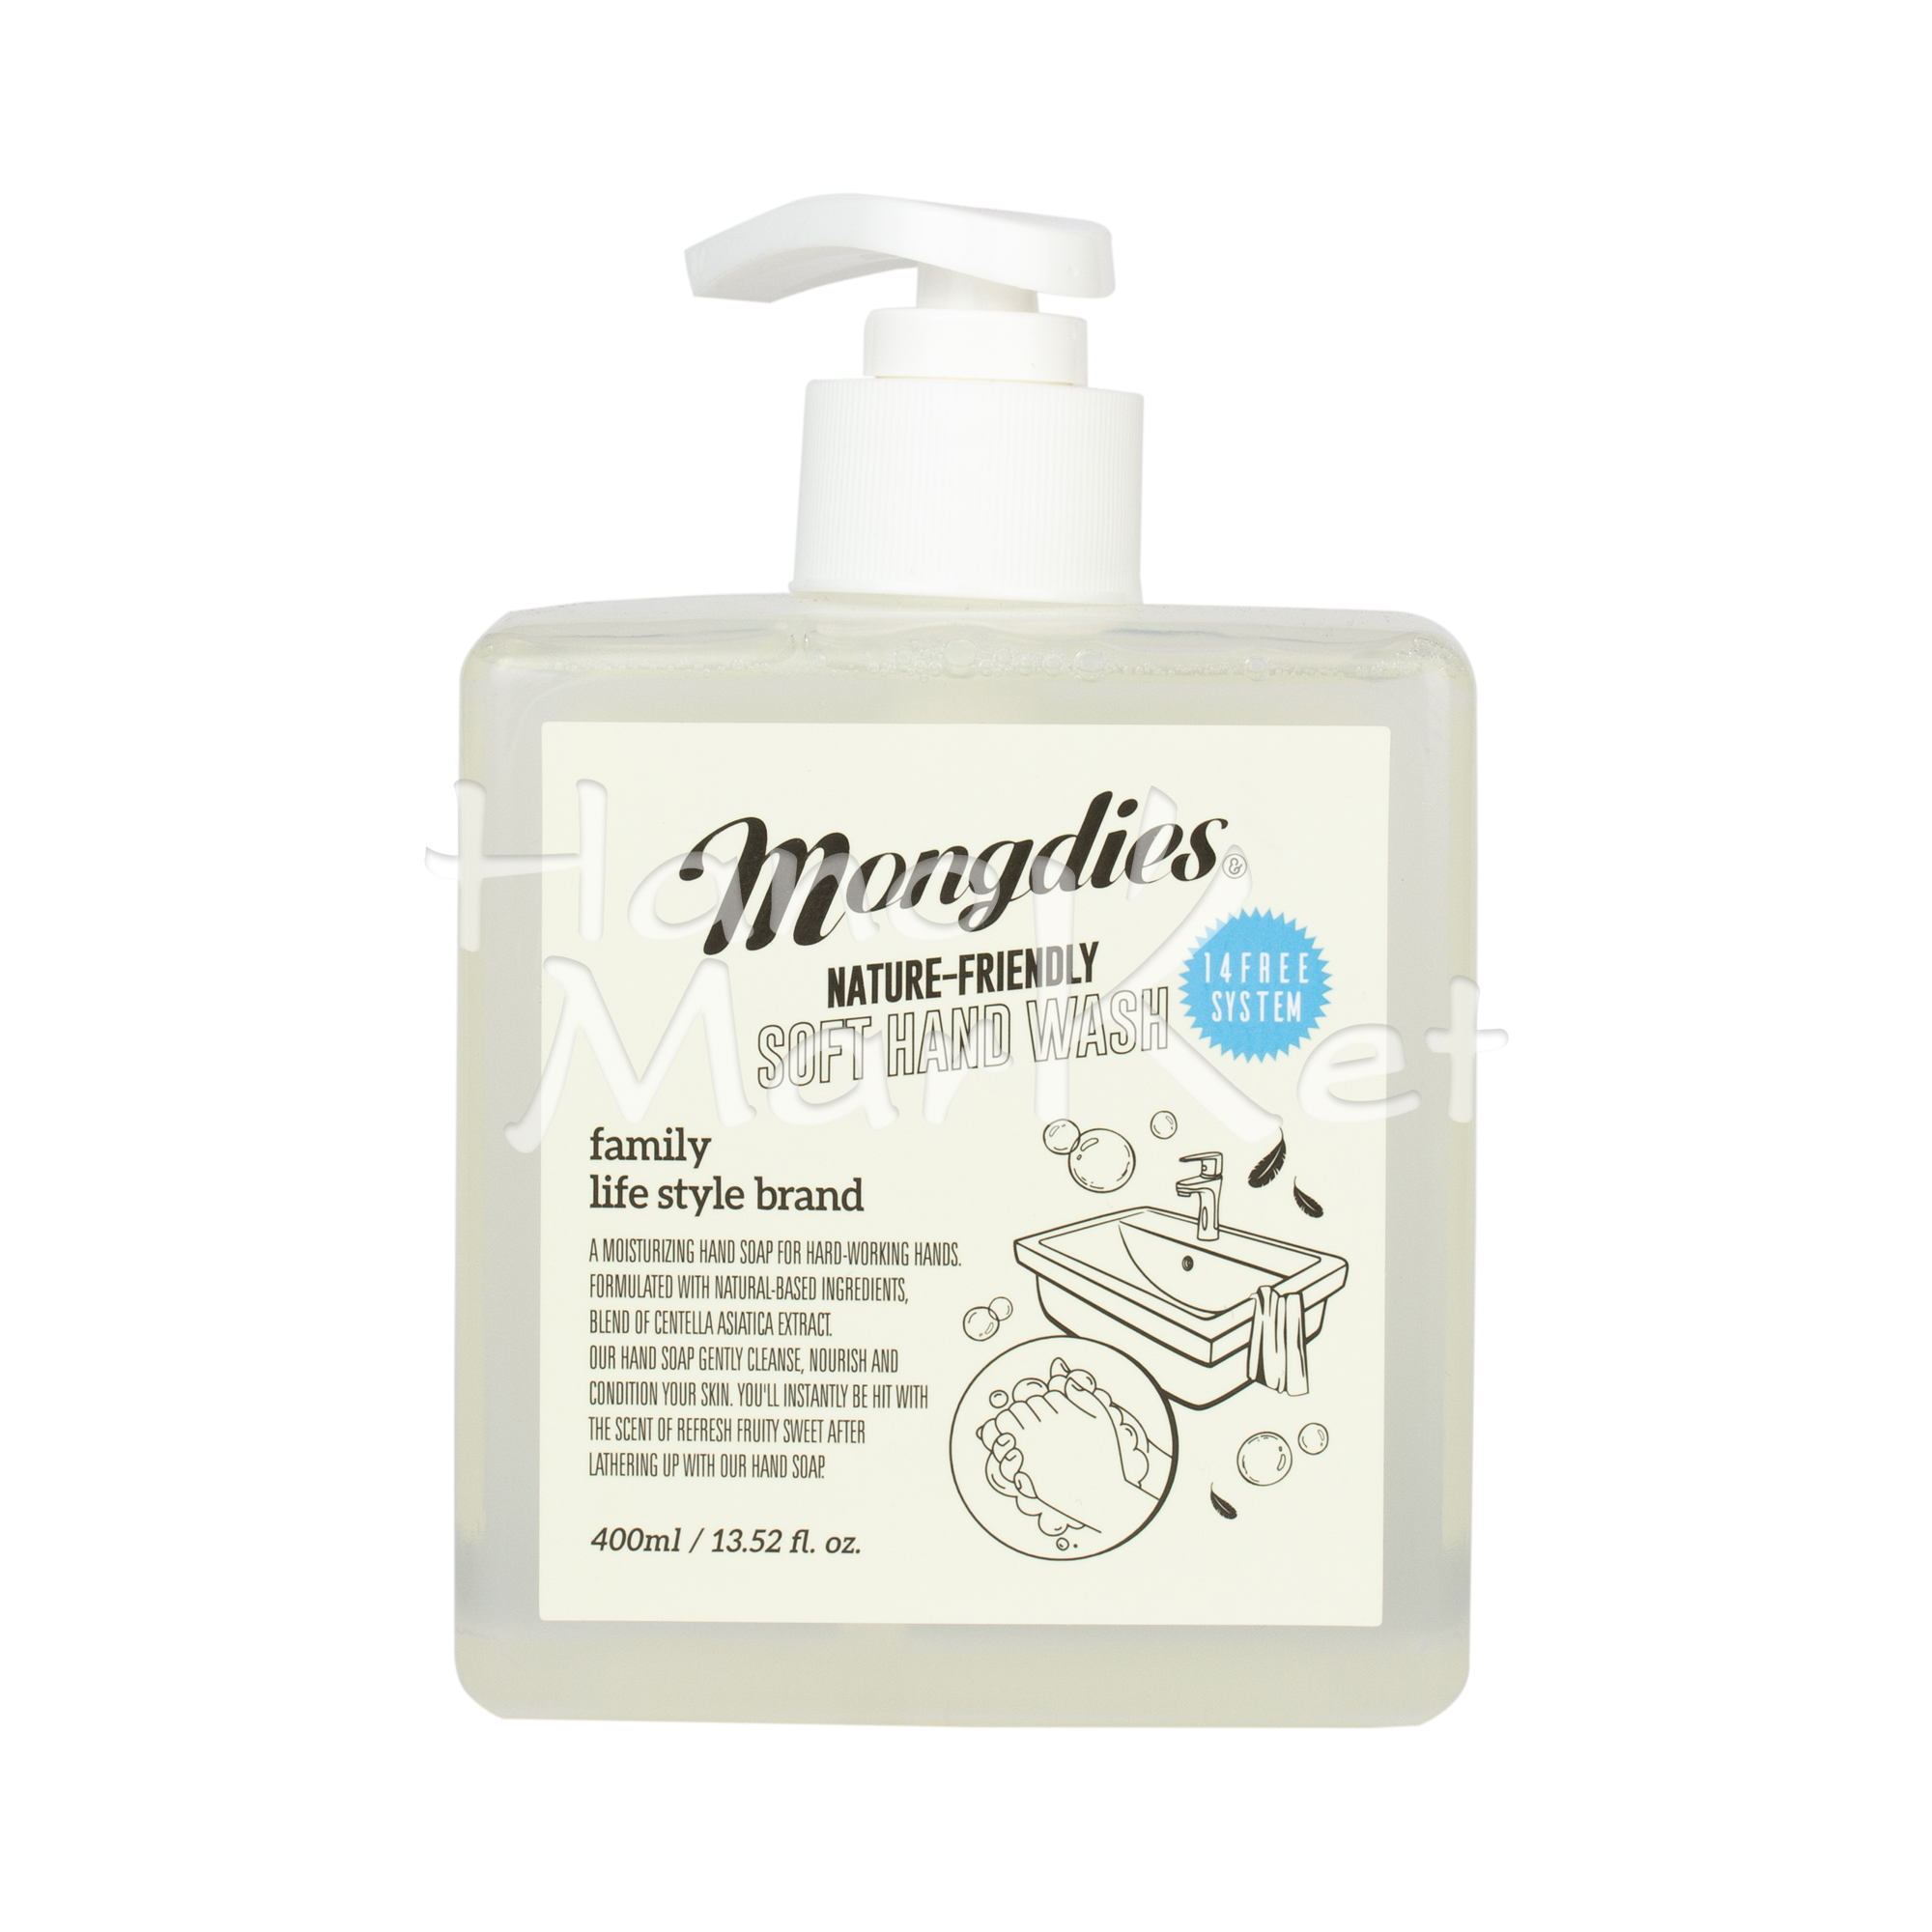 Mongdies
NATURE-FRIENDLY
SOFT HAND WASH
14FREE
SYSTEM
Hano
Market
family
life style brand
A MOISTURIZING HAND SOAP FOR HARD-WORKING HANDS.
FORMULATED WITH NATURAL-BASED INGREDIENTS,
BLEND OF CENTELLA ASIATICA EXTRACT.
OUR HAND SOAP GENTLY CLEANSE, NOURISH AND
CONDITION YOUR SKIN. YOU'LL INSTANTLY BE HIT WITH
THE SCENT OF REFRESH FRUITY SWEET AFTER
LATHERING UP WITH OUR HAND SOAP.
400ml / 13.52 fl. oz.